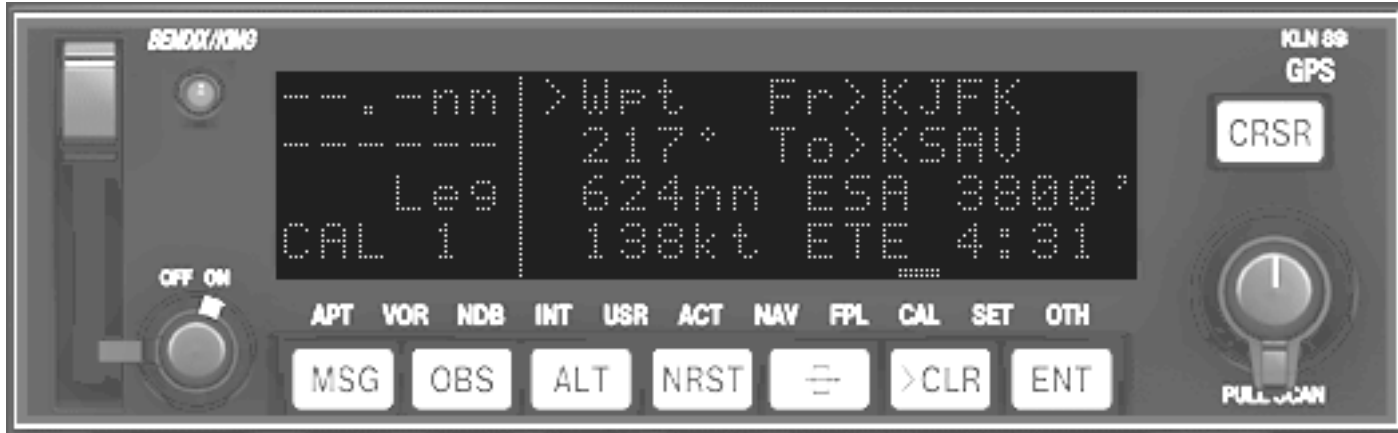 BENDIX/KING
KLN 89
GPS
--.-nm >Wpt Fr>KJFK
------ 217° To>KSAV
Leg 624nm ESA 3800'
CAL 1 138kt ETE 4:31
CRSR
OFF ON
APT VOR NDB INT USR ACT NAV FPL CAL SET OTH
MSG OBS ALT NRST >CLR ENT
PULL SCAN